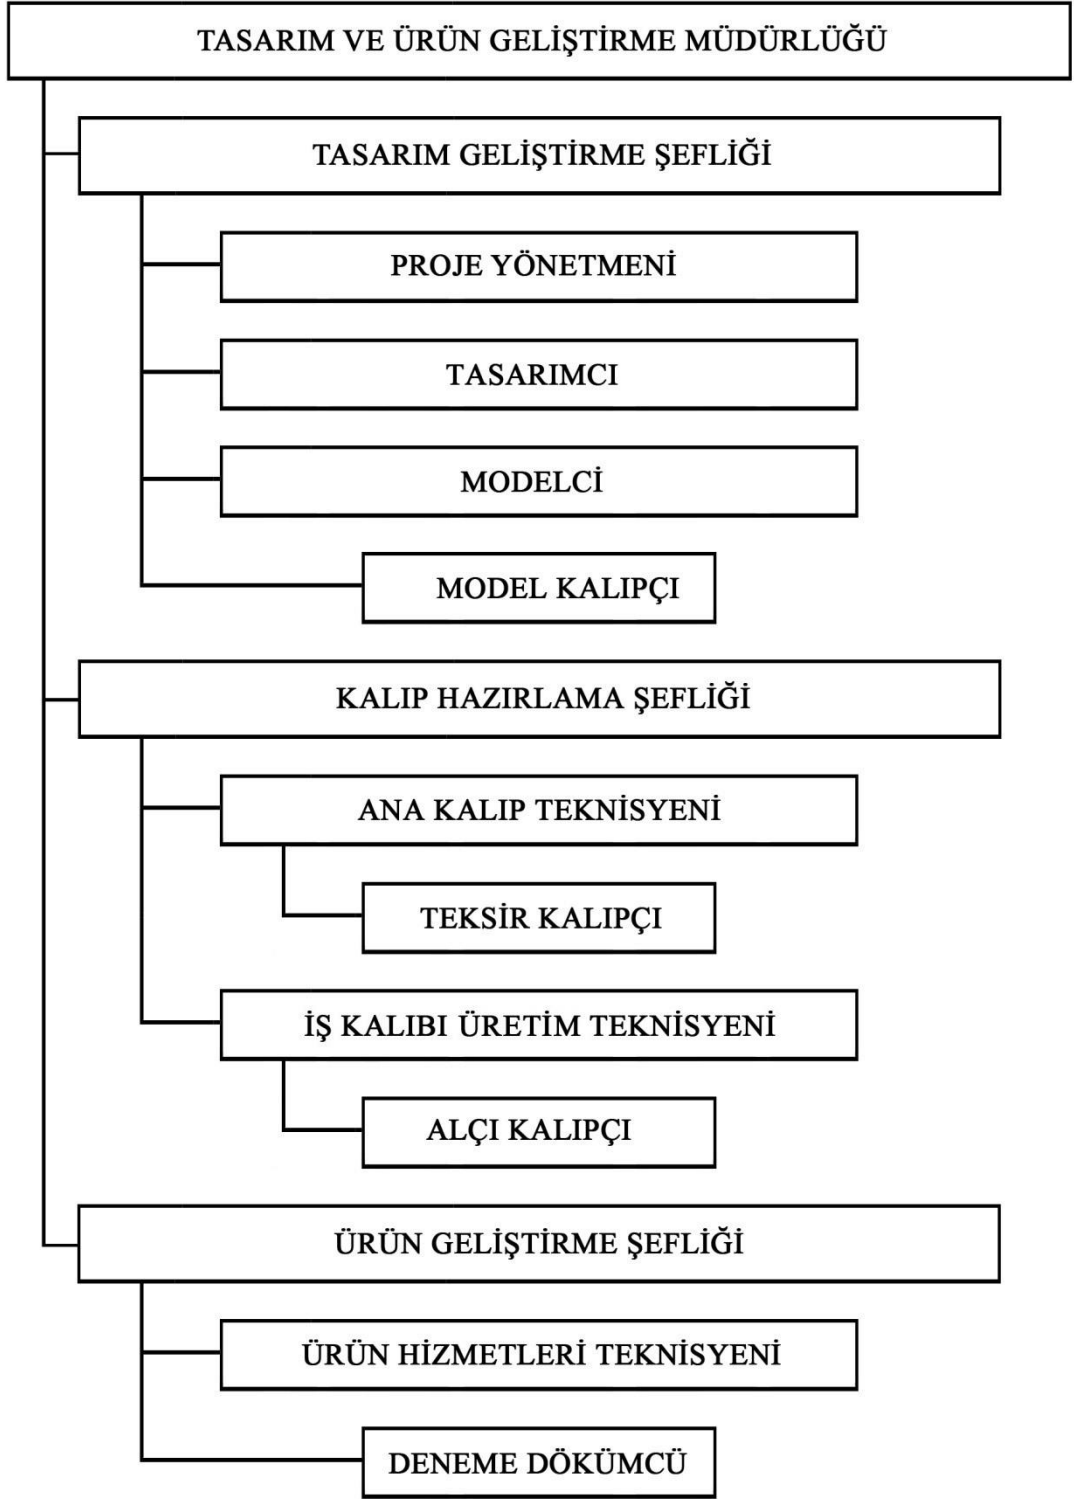 TASARIM VE ÜRÜN GELİŞTİRME MÜDÜRLÜĞÜ
TASARIM GELİŞTİRME ŞEFLİĞİ
PROJE YÖNETMENİ
TASARIMCI
MODELCİ
MODEL KALIPÇI
KALIP HAZIRLAMA ŞEFLİĞİ
ANA KALIP TEKNİSYENİ
TEKSİR KALIPÇI
İŞ KALIBI ÜRETİM TEKNİSYENİ
ALÇI KALIPÇI
ÜRÜN GELİŞTİRME ŞEFLİĞİ
ÜRÜN HİZMETLERİ TEKNİSYENİ
DENEME DÖKÜMCÜ